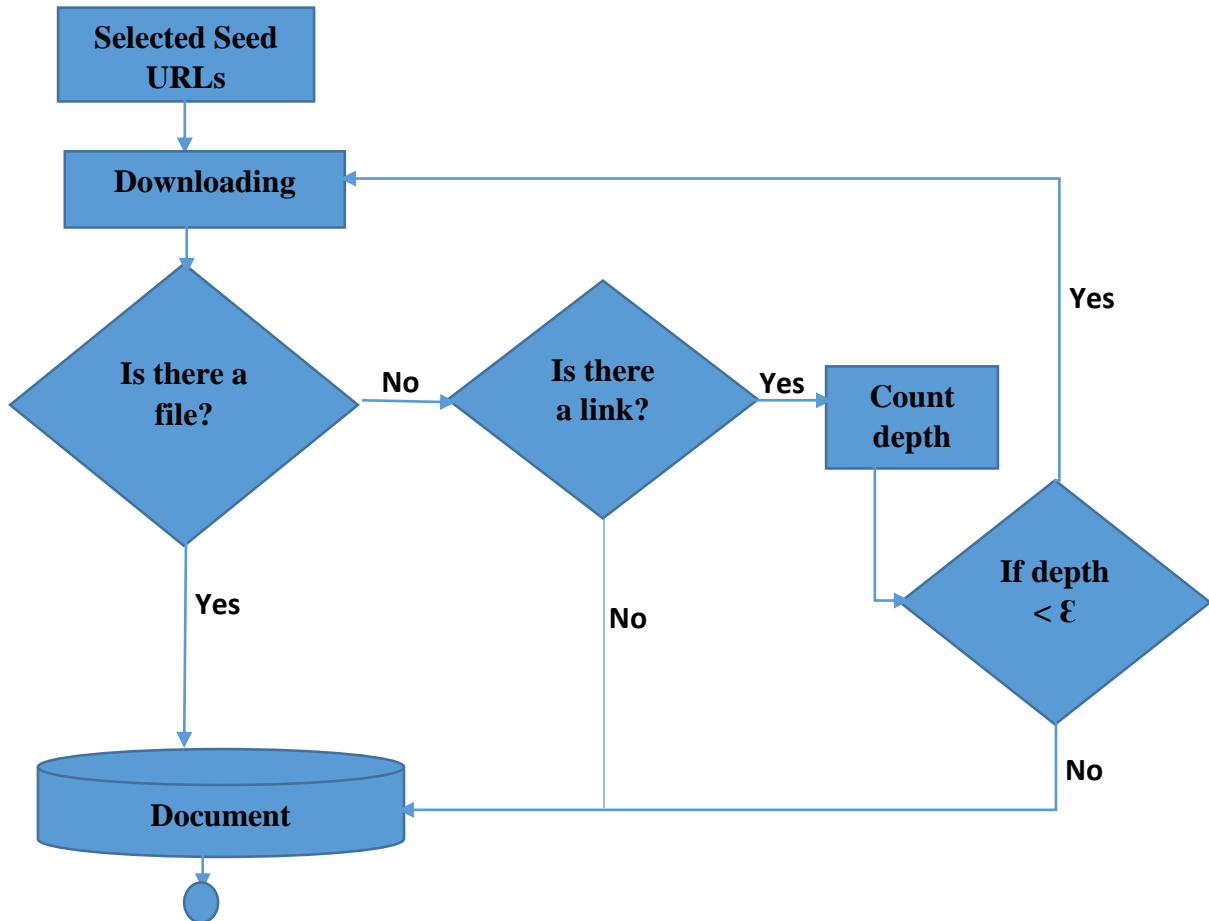 Selected Seed
URLs
Downloading
Yes
Is there a
file?
No
Is there
a link?
Yes
Count
depth
If depth
< Ɛ
Yes
No
No
Document